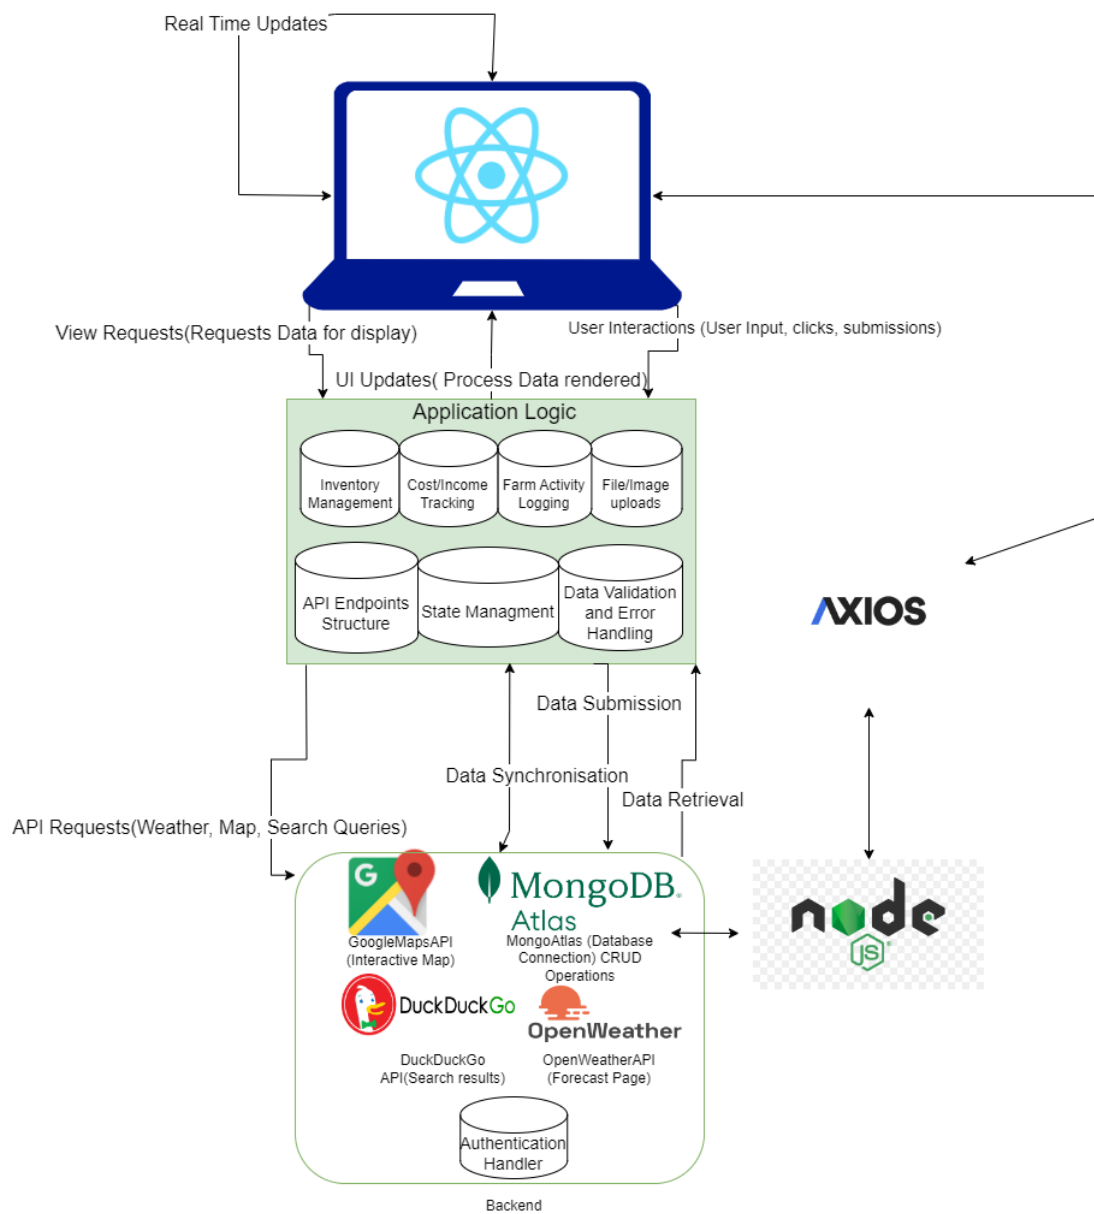 Real Time Updates
View Requests(Requests Data for display)
User Interactions (User Input, clicks, submissions)
UI Updates( Process Data rendered)
Application Logic
Inventory
Management
Cost/Income
Tracking
Farm Activity
Logging
File/Image
uploads
API Endpoints
Structure
State Managment
Data Validation
and Error
Handling
AXIOS
Data Submission
Data Synchronisation
Data Retrieval
API Requests(Weather, Map, Search Queries)
G
GoogleMapsAPI
(Interactive Map)
MongoDB®
Atlas
MongoAtlas (Database
Connection) CRUD
Operations
node
JS®
DuckDuckGo
OpenWeather
DuckDuckGo
API(Search results)
OpenWeatherAPI
(Forecast Page)
Authentication
Handler
Backend